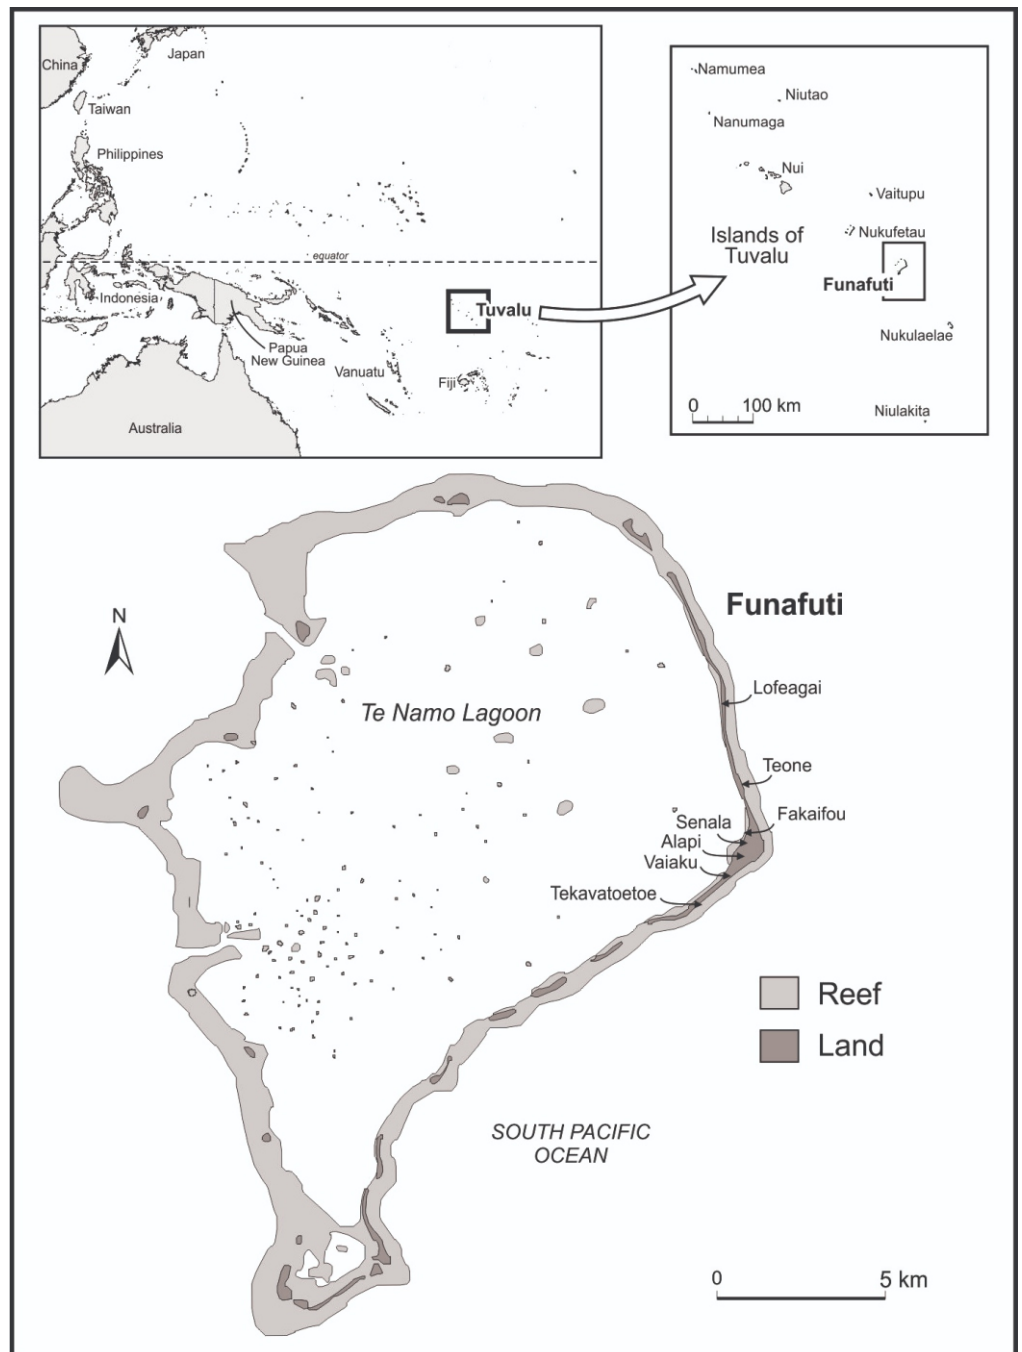 China
Japan
Taiwan
Philippines
equator
Indonesia
Tuvalu
Papua
New Guinea
Vanuatu
Fiji
Australia
Namumea
Niutao
Nanumaga
Nui
Vaitupu
Islands of
Tuvalu
Nukufetau
Funafuti
Nukulaelae
0 100 km
Niulakita
Funafuti
N
Te Namo Lagoon
Lofeagai
Teone
Fakaifou
Senala
Alapi
Vaiaku
Tekavatoetoe
Reef
Land
SOUTH PACIFIC
OCEAN
0 5 km